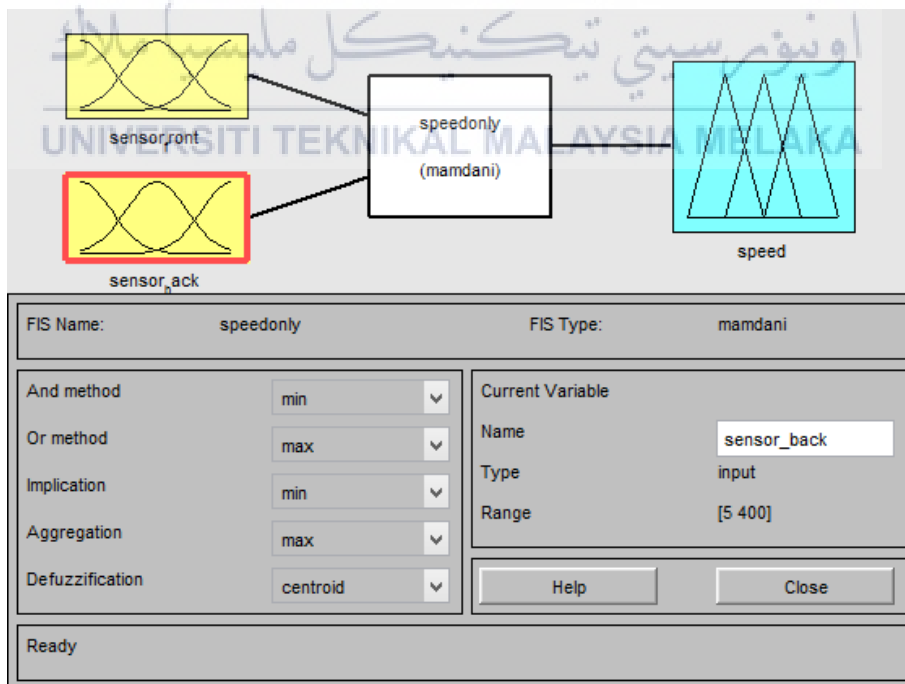 اونيۏرسيتي تيكنيكل مليسيا ملاك
UNIVERSITI TEKNIKAL MALAYSIA MELAKA
sensor_front
speedonly
(mamdani)
sensor_back
speed
FIS Name: speedonly FIS Type: mamdani
And method min
Or method max
Implication min
Aggregation max
Defuzzification centroid
Current Variable
Name sensor_back
Type input
Range [5 400]
Help Close
Ready